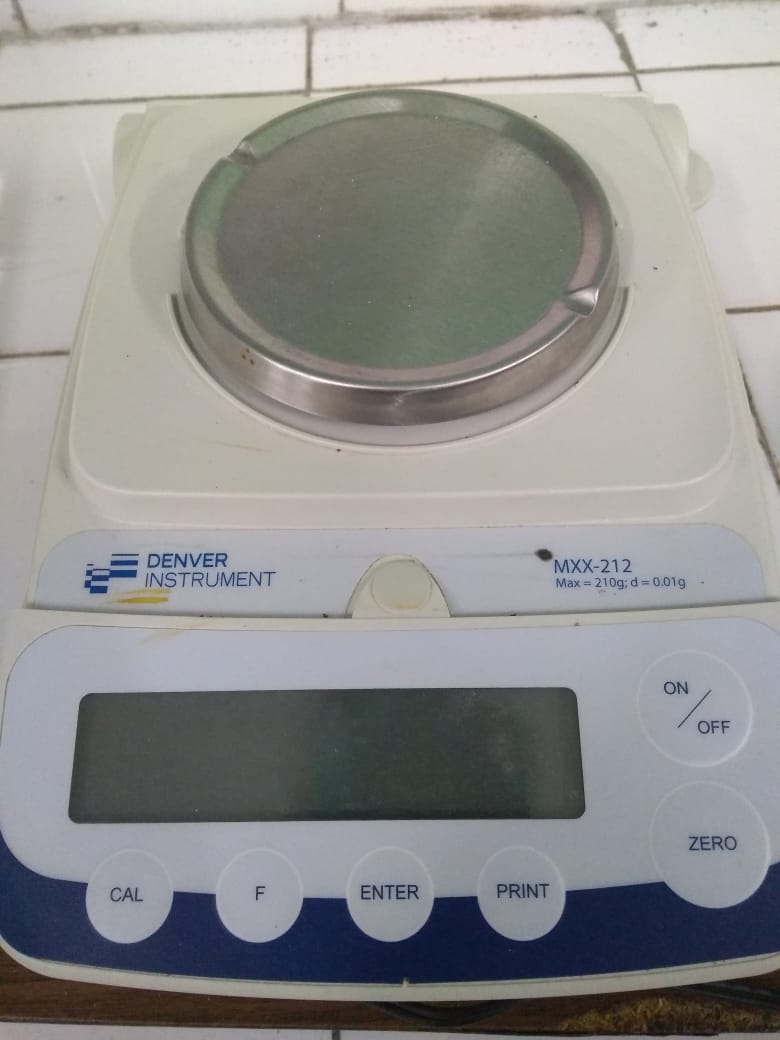 DENVER
INSTRUMENT
MXX-212
Max = 210g; d = 0.01g
ON
OFF
ZERO
CAL
F
ENTER
PRINT